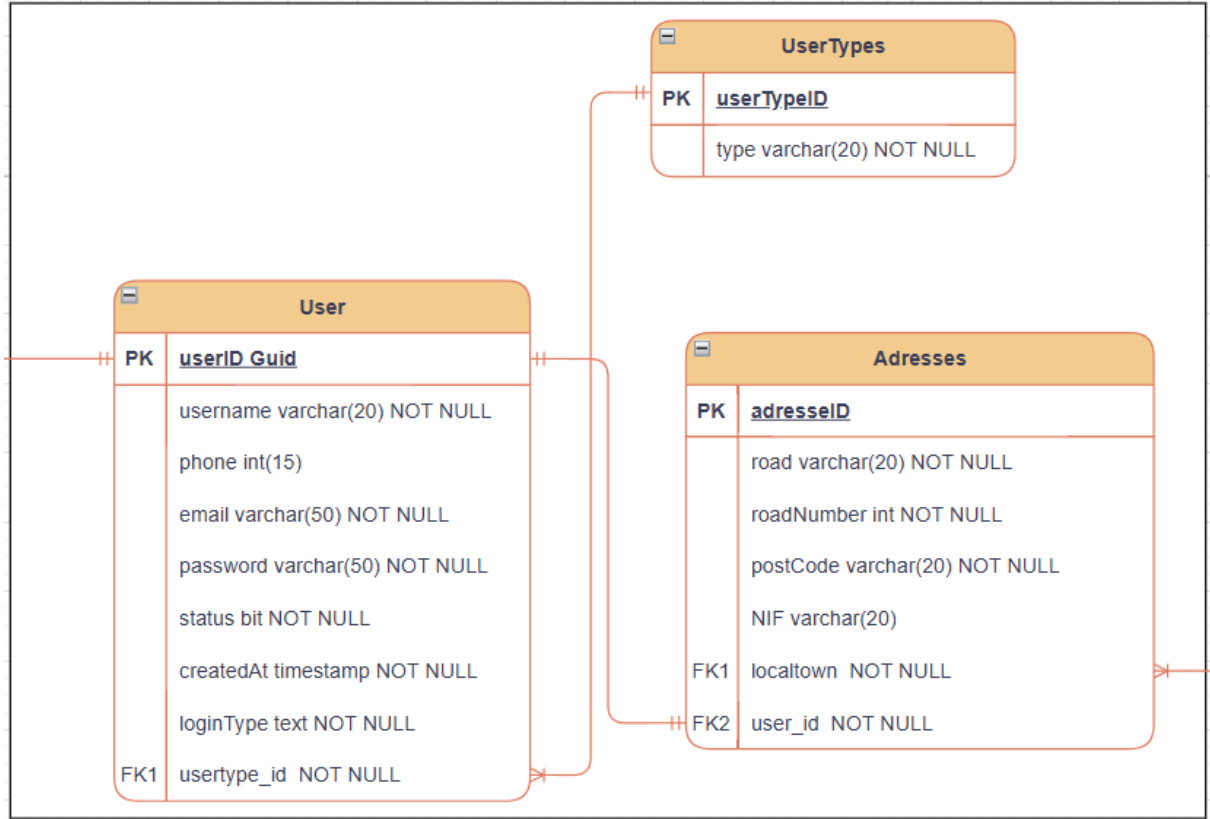 UserTypes
PK userTypeID
type varchar(20) NOT NULL
User
PK userID Guid
username varchar(20) NOT NULL
phone int(15)
email varchar(50) NOT NULL
password varchar(50) NOT NULL
status bit NOT NULL
createdAt timestamp NOT NULL
loginType text NOT NULL
FK1 usertype_id NOT NULL
Adresses
PK adresseID
road varchar(20) NOT NULL
roadNumber int NOT NULL
postCode varchar(20) NOT NULL
NIF varchar(20)
FK1 localtown NOT NULL
FK2 user_id NOT NULL